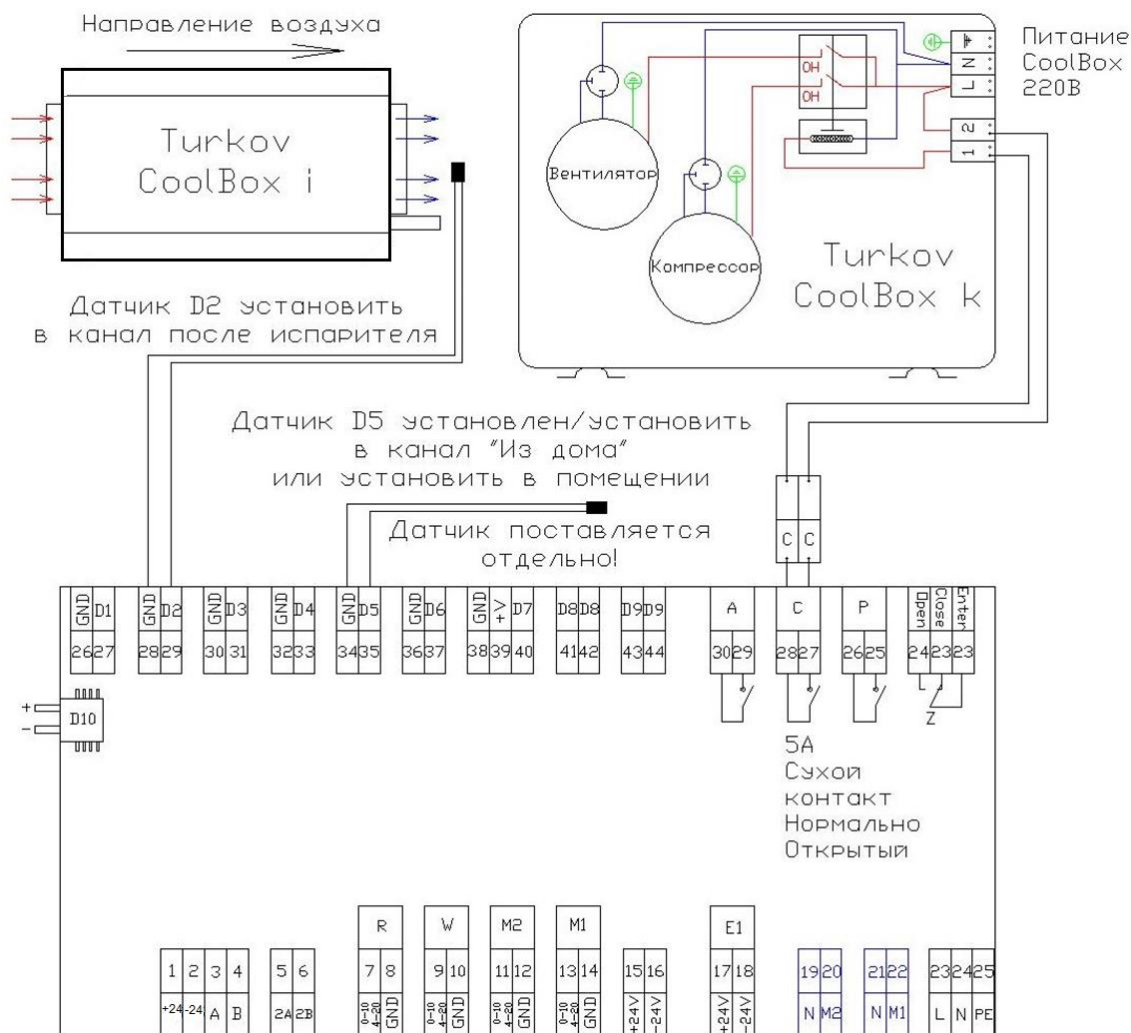 Направление воздуха
Turkov
CoolBox i
Питание
CoolBox
220В
N
L
2
1
НО
НО
Вентилятор
Компрессор
Turkov
CoolBox k
Датчик D2 установить
в канал после испарителя
Датчик D5 установлен/установить
в канал "Из дома"
или установить в помещении
Датчик поставляется
отдельно!
C C
GND D1 GND D2 GND D3 GND D4 GND D5 GND D6 GND +V D7 D8 D8 D9 D9 A C P Open Close Enter
26 27 28 29 30 31 32 33 34 35 36 37 38 39 40 41 42 43 44 30 29 28 27 26 25 24 23 23
+
-
D10
Z
5А
Сухой
контакт
Нормально
Открытый
R W M2 M1 E1
1 2 3 4 5 6 7 8 9 10 11 12 13 14 15 16 17 18 19 20 21 22 23 24 25
+24 -24 A B 2A 2B 0-10 4-20 GND 0-10 4-20 GND 0-10 4-20 GND 0-10 4-20 GND +24V -24V +24V -24V N M2 N M1 L N PE